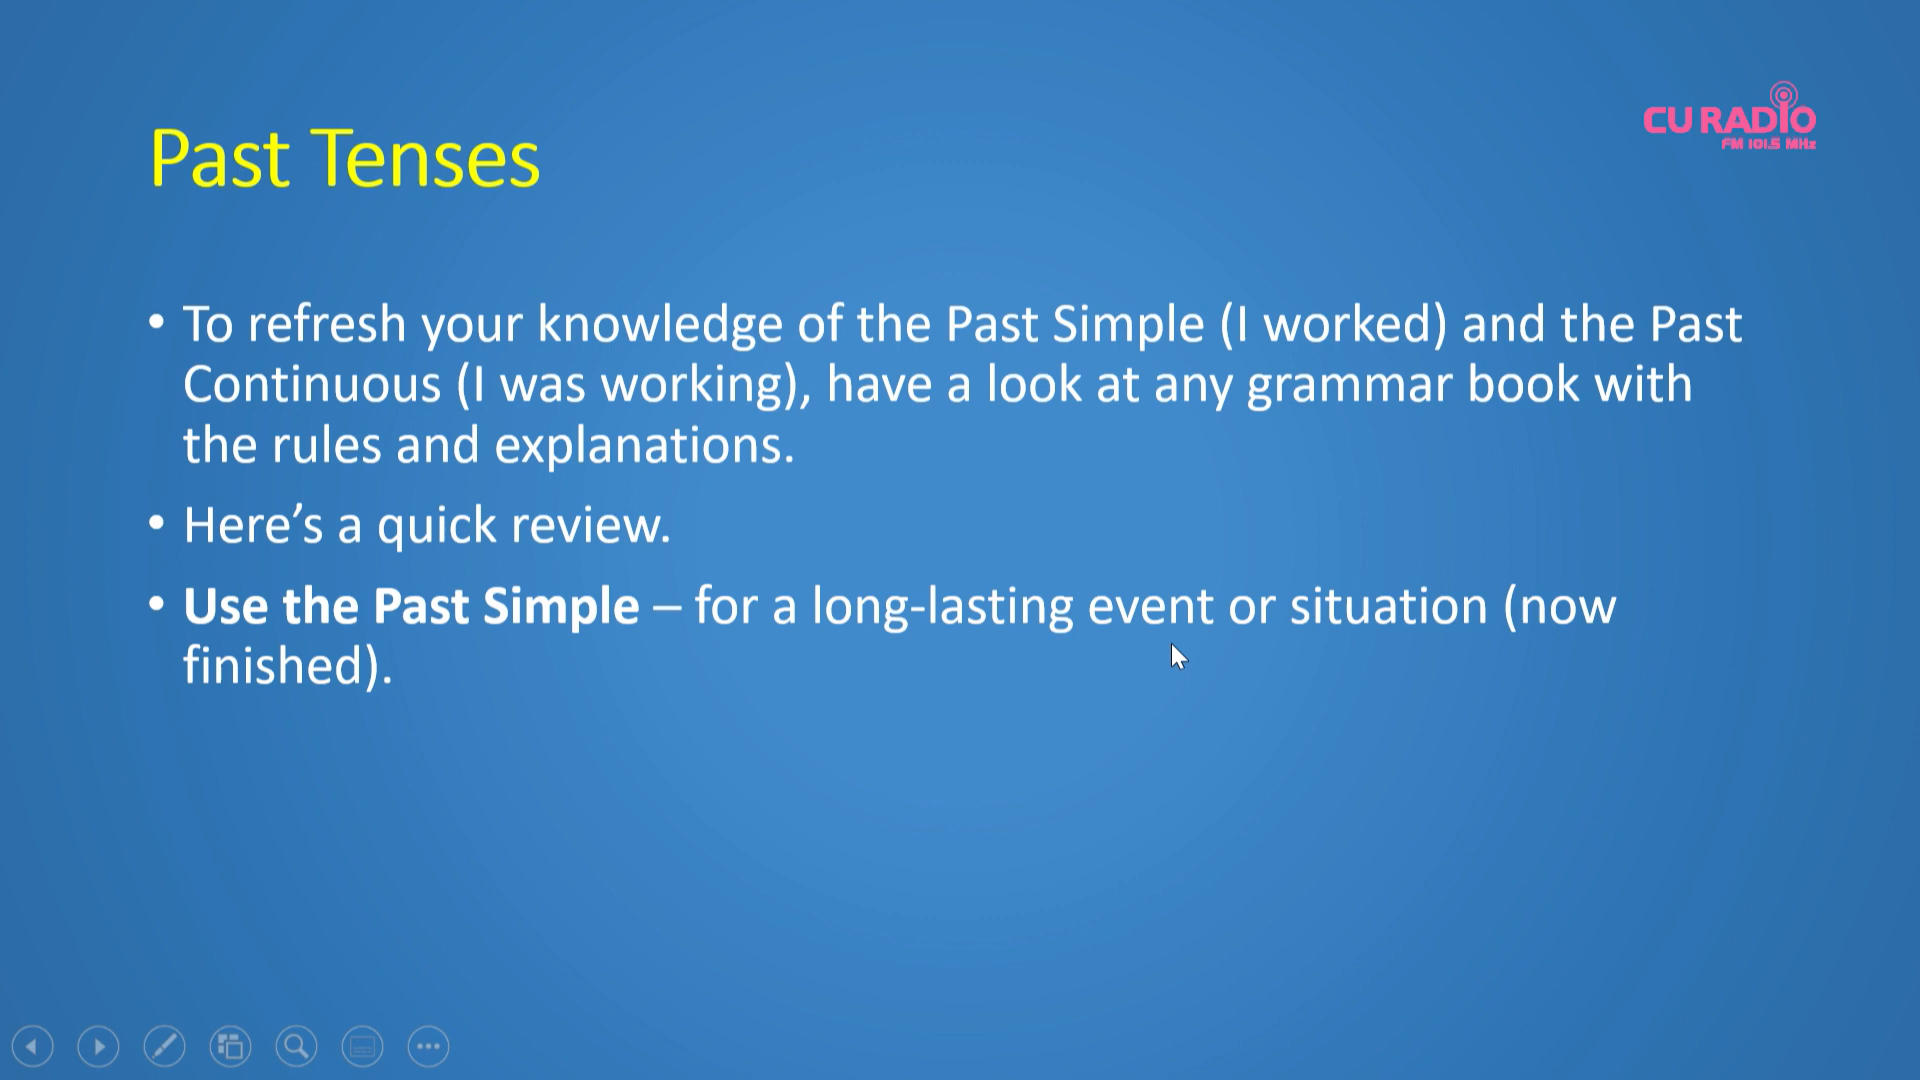 CU RADIO
FM 101.5 MHz
Past Tenses
• To refresh your knowledge of the Past Simple (I worked) and the Past
Continuous (I was working), have a look at any grammar book with
the rules and explanations.
• Here’s a quick review.
• Use the Past Simple – for a long-lasting event or situation (now
finished).